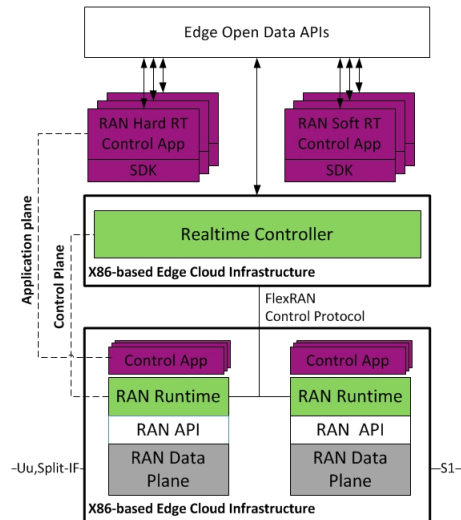 Edge Open Data APIs
RAN Hard RT
Control App
SDK
RAN Soft RT
Control App
SDK
Application plane
Control Plane
Realtime Controller
X86-based Edge Cloud Infrastructure
FlexRAN
Control Protocol
Control App
Control App
RAN Runtime
RAN Runtime
RAN API
RAN API
RAN Data
Plane
RAN Data
Plane
Uu,Split-IF
S1
X86-based Edge Cloud Infrastructure